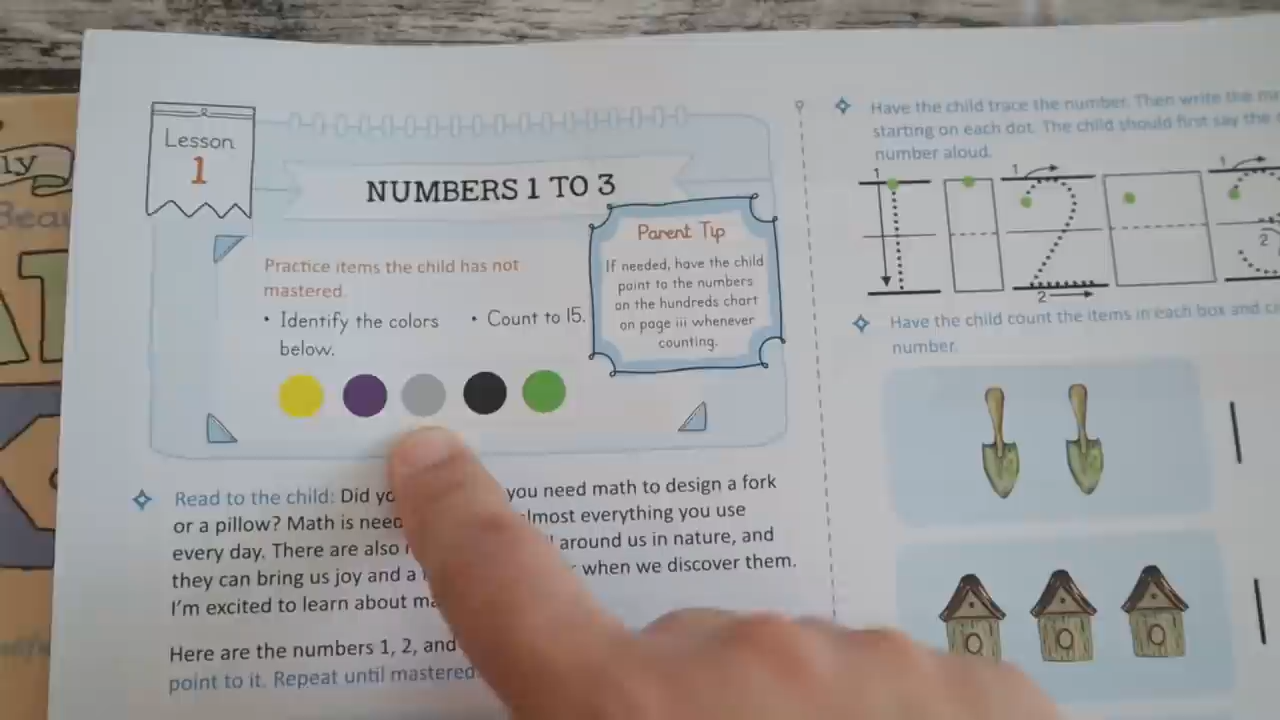 ly
Lesson
1
NUMBERS 1 TO 3
Practice items the child has not
mastered.
• Identify the colors
below.
• Count to 15.
Parent Tip
If needed, have the child
point to the numbers
on the hundreds chart
on page iii whenever
counting.
Read to the child: Did
you need math to design a fork
or a pillow? Math is
almost everything you use
every day. There are also
around us in nature, and
they can bring us joy and a
when we discover them.
I'm excited to learn about
Here are the numbers 1, 2, and
point to it. Repeat until mastered.
Have the child trace the number. Then write the
starting on each dot. The child should first say the
number aloud.
1 1 1 2 2 1 3 2
Have the child count the items in each box and
number.